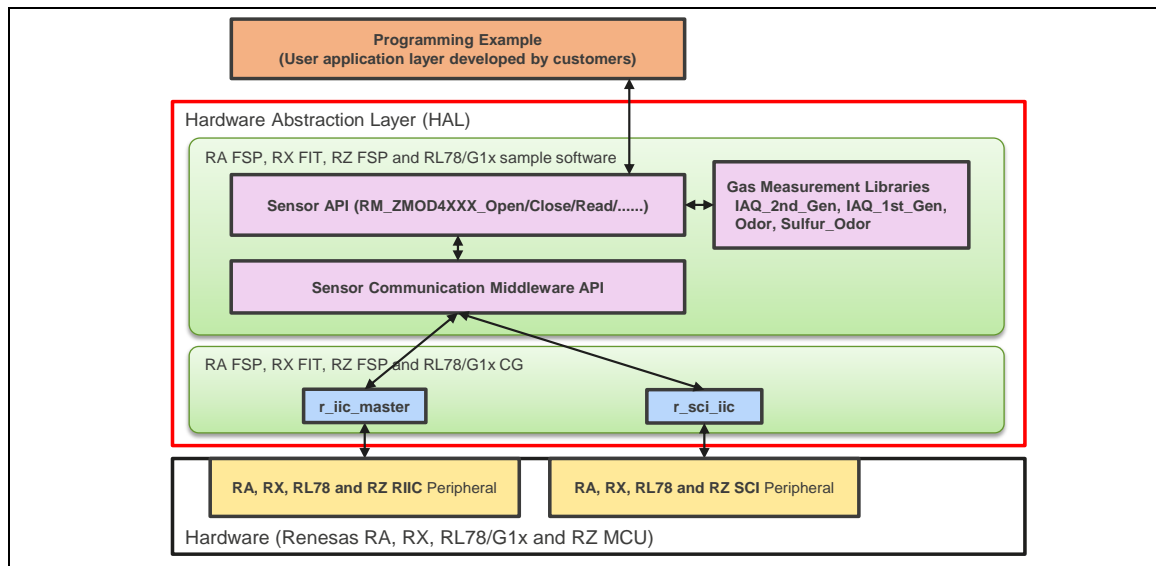 Programming Example
(User application layer developed by customers)
Hardware Abstraction Layer (HAL)
RA FSP, RX FIT, RZ FSP and RL78/G1x sample software
Sensor API (RM_ZMOD4XXX_Open/Close/Read/......)
Gas Measurement Libraries
IAQ_2nd_Gen, IAQ_1st_Gen,
Odor, Sulfur_Odor
Sensor Communication Middleware API
RA FSP, RX FIT, RZ FSP and RL78/G1x CG
r_iic_master
r_sci_iic
RA, RX, RL78 and RZ RIIC Peripheral
RA, RX, RL78 and RZ SCI Peripheral
Hardware (Renesas RA, RX, RL78/G1x and RZ MCU)